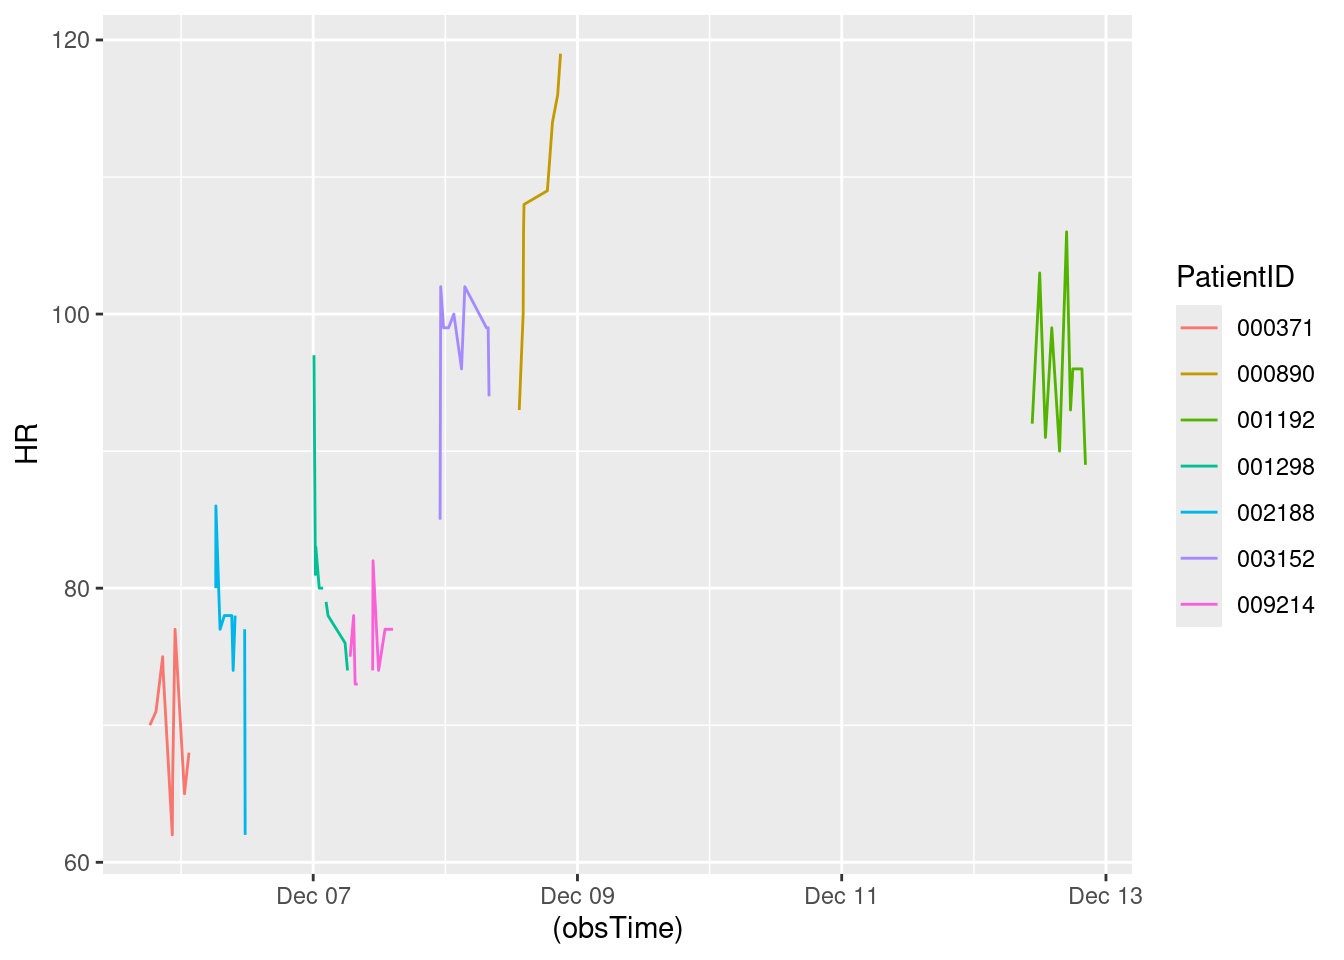 120
100
80
60
HR
Dec 07
Dec 09
Dec 11
Dec 13
(obsTime)
PatientID
000371
000890
001192
001298
002188
003152
009214